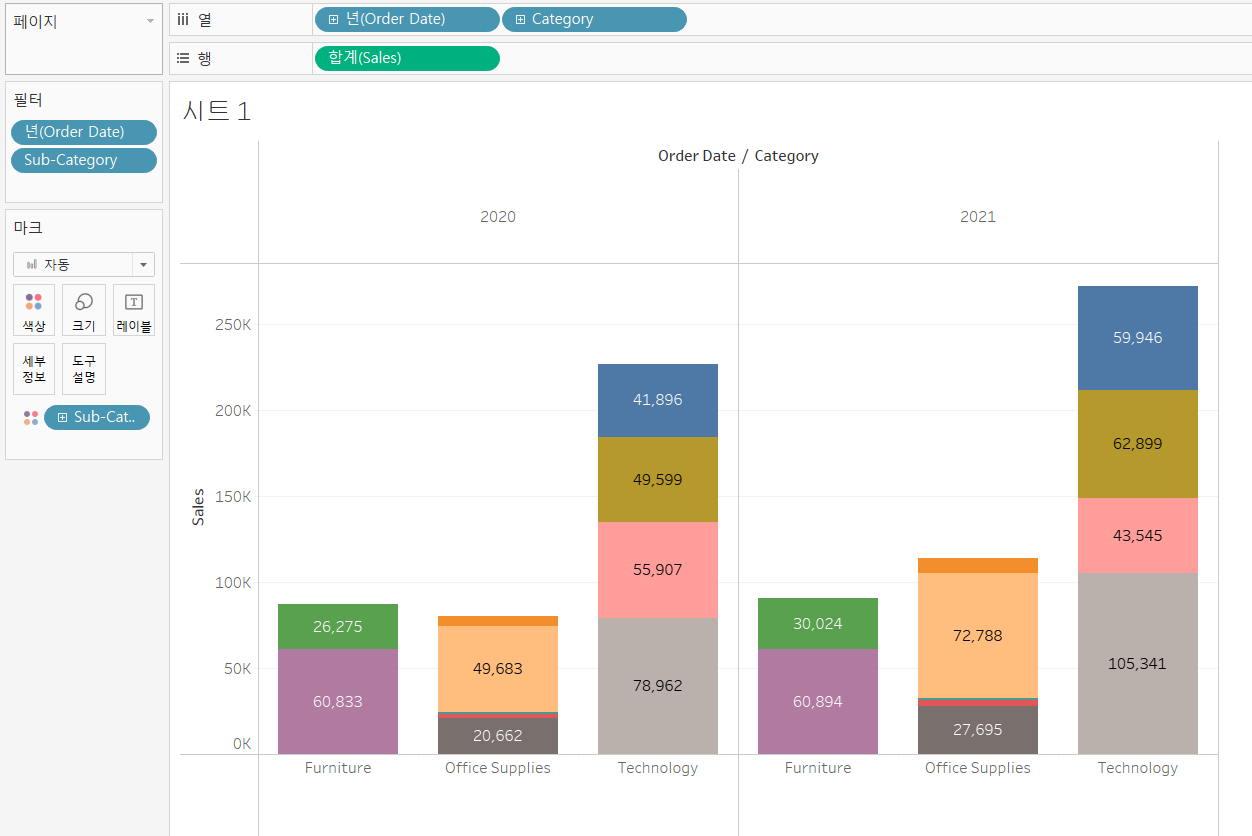 페이지
열
년(Order Date)
Category
행
합계(Sales)
필터
년(Order Date)
Sub-Category
마크
자동
색상
크기
레이블
세부
정보
도구
설명
Sub-Cat..
시트 1
Order Date / Category
2020
2021
Sales
250K
200K
150K
100K
50K
0K
26,275
60,833
49,683
20,662
41,896
49,599
55,907
78,962
30,024
60,894
72,788
27,695
59,946
62,899
43,545
105,341
Furniture
Office Supplies
Technology
Furniture
Office Supplies
Technology